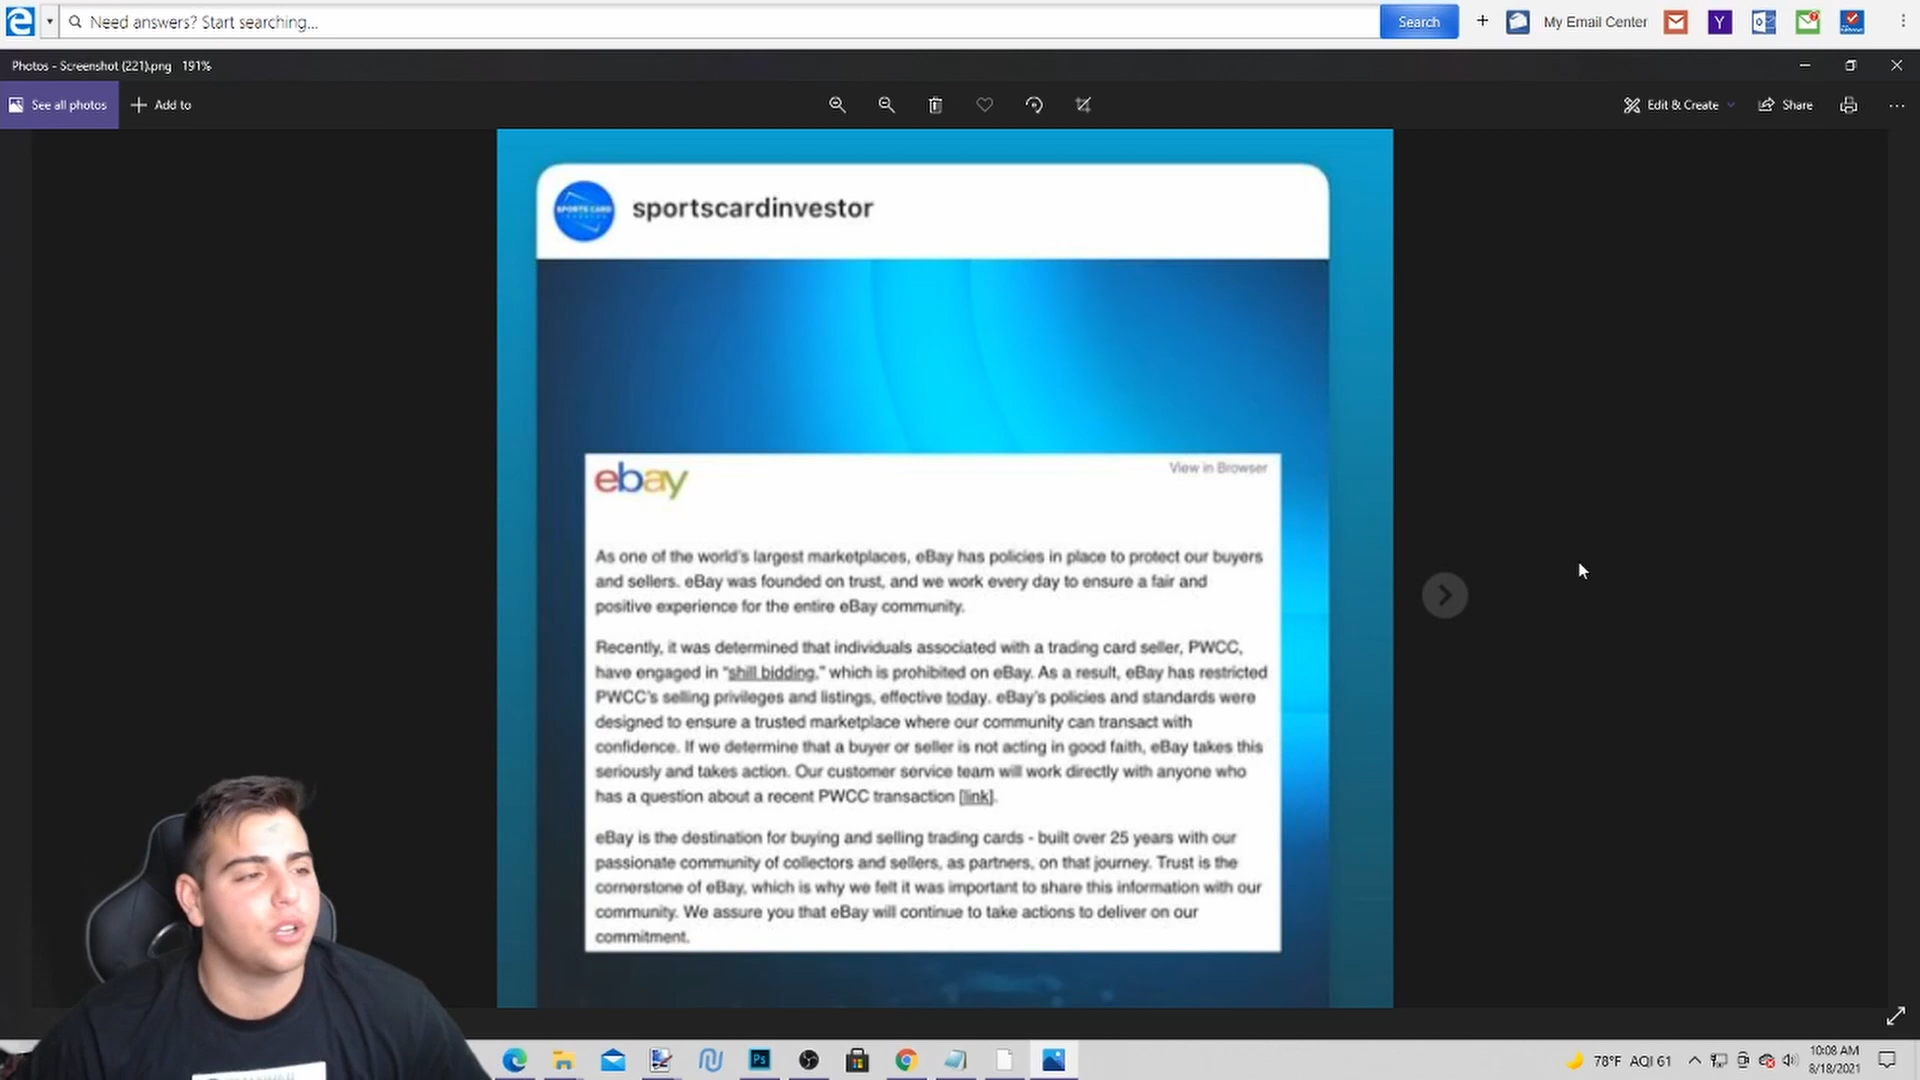 Need answers? Start searching...
Search
My Email Center
Photos - Screenshot (221).png 191%
See all photos
Add to
Edit & Create
Share
SPORTS CARD
sportscardinvestor
ebay
View in Browser
As one of the world's largest marketplaces, eBay has policies in place to protect our buyers
and sellers. eBay was founded on trust, and we work every day to ensure a fair and
positive experience for the entire eBay community.
Recently, it was determined that individuals associated with a trading card seller, PWCC,
have engaged in "shill bidding," which is prohibited on eBay. As a result, eBay has restricted
PWCC's selling privileges and listings, effective today. eBay's policies and standards were
designed to ensure a trusted marketplace where our community can transact with
confidence. If we determine that a buyer or seller is not acting in good faith, eBay takes this
seriously and takes action. Our customer service team will work directly with anyone who
has a question about a recent PWCC transaction [link].
eBay is the destination for buying and selling trading cards - built over 25 years with our
passionate community of collectors and sellers, as partners, on that journey. Trust is the
cornerstone of eBay, which is why we felt it was important to share this information with our
community. We assure you that eBay will continue to take actions to deliver on our
commitment.
Ps
78°F AQI 61
10:08 AM
8/18/2021